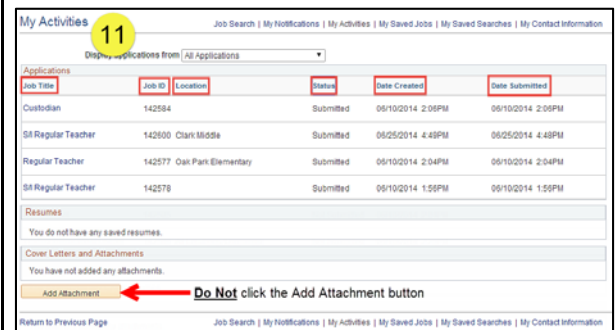 My Activities
11
Job Search | My Notifications | My Activities | My Saved Jobs | My Saved Searches | My Contact Information
Display applications from All Applications
Applications
Job Title Job ID Location Status Date Created Date Submitted
Custodian 142584 Submitted 06/10/2014 2:06PM 06/10/2014 2:06PM
S/I Regular Teacher 142600 Clark Middle Submitted 06/25/2014 4:49PM 06/25/2014 4:48PM
Regular Teacher 142577 Oak Park Elementary Submitted 06/10/2014 2:04PM 06/10/2014 2:04PM
S/I Regular Teacher 142578 Submitted 06/10/2014 1:56PM 06/10/2014 1:56PM
Resumes
You do not have any saved resumes.
Cover Letters and Attachments
You have not added any attachments.
Add Attachment Do Not click the Add Attachment button
Return to Previous Page Job Search | My Notifications | My Activities | My Saved Jobs | My Saved Searches | My Contact Information